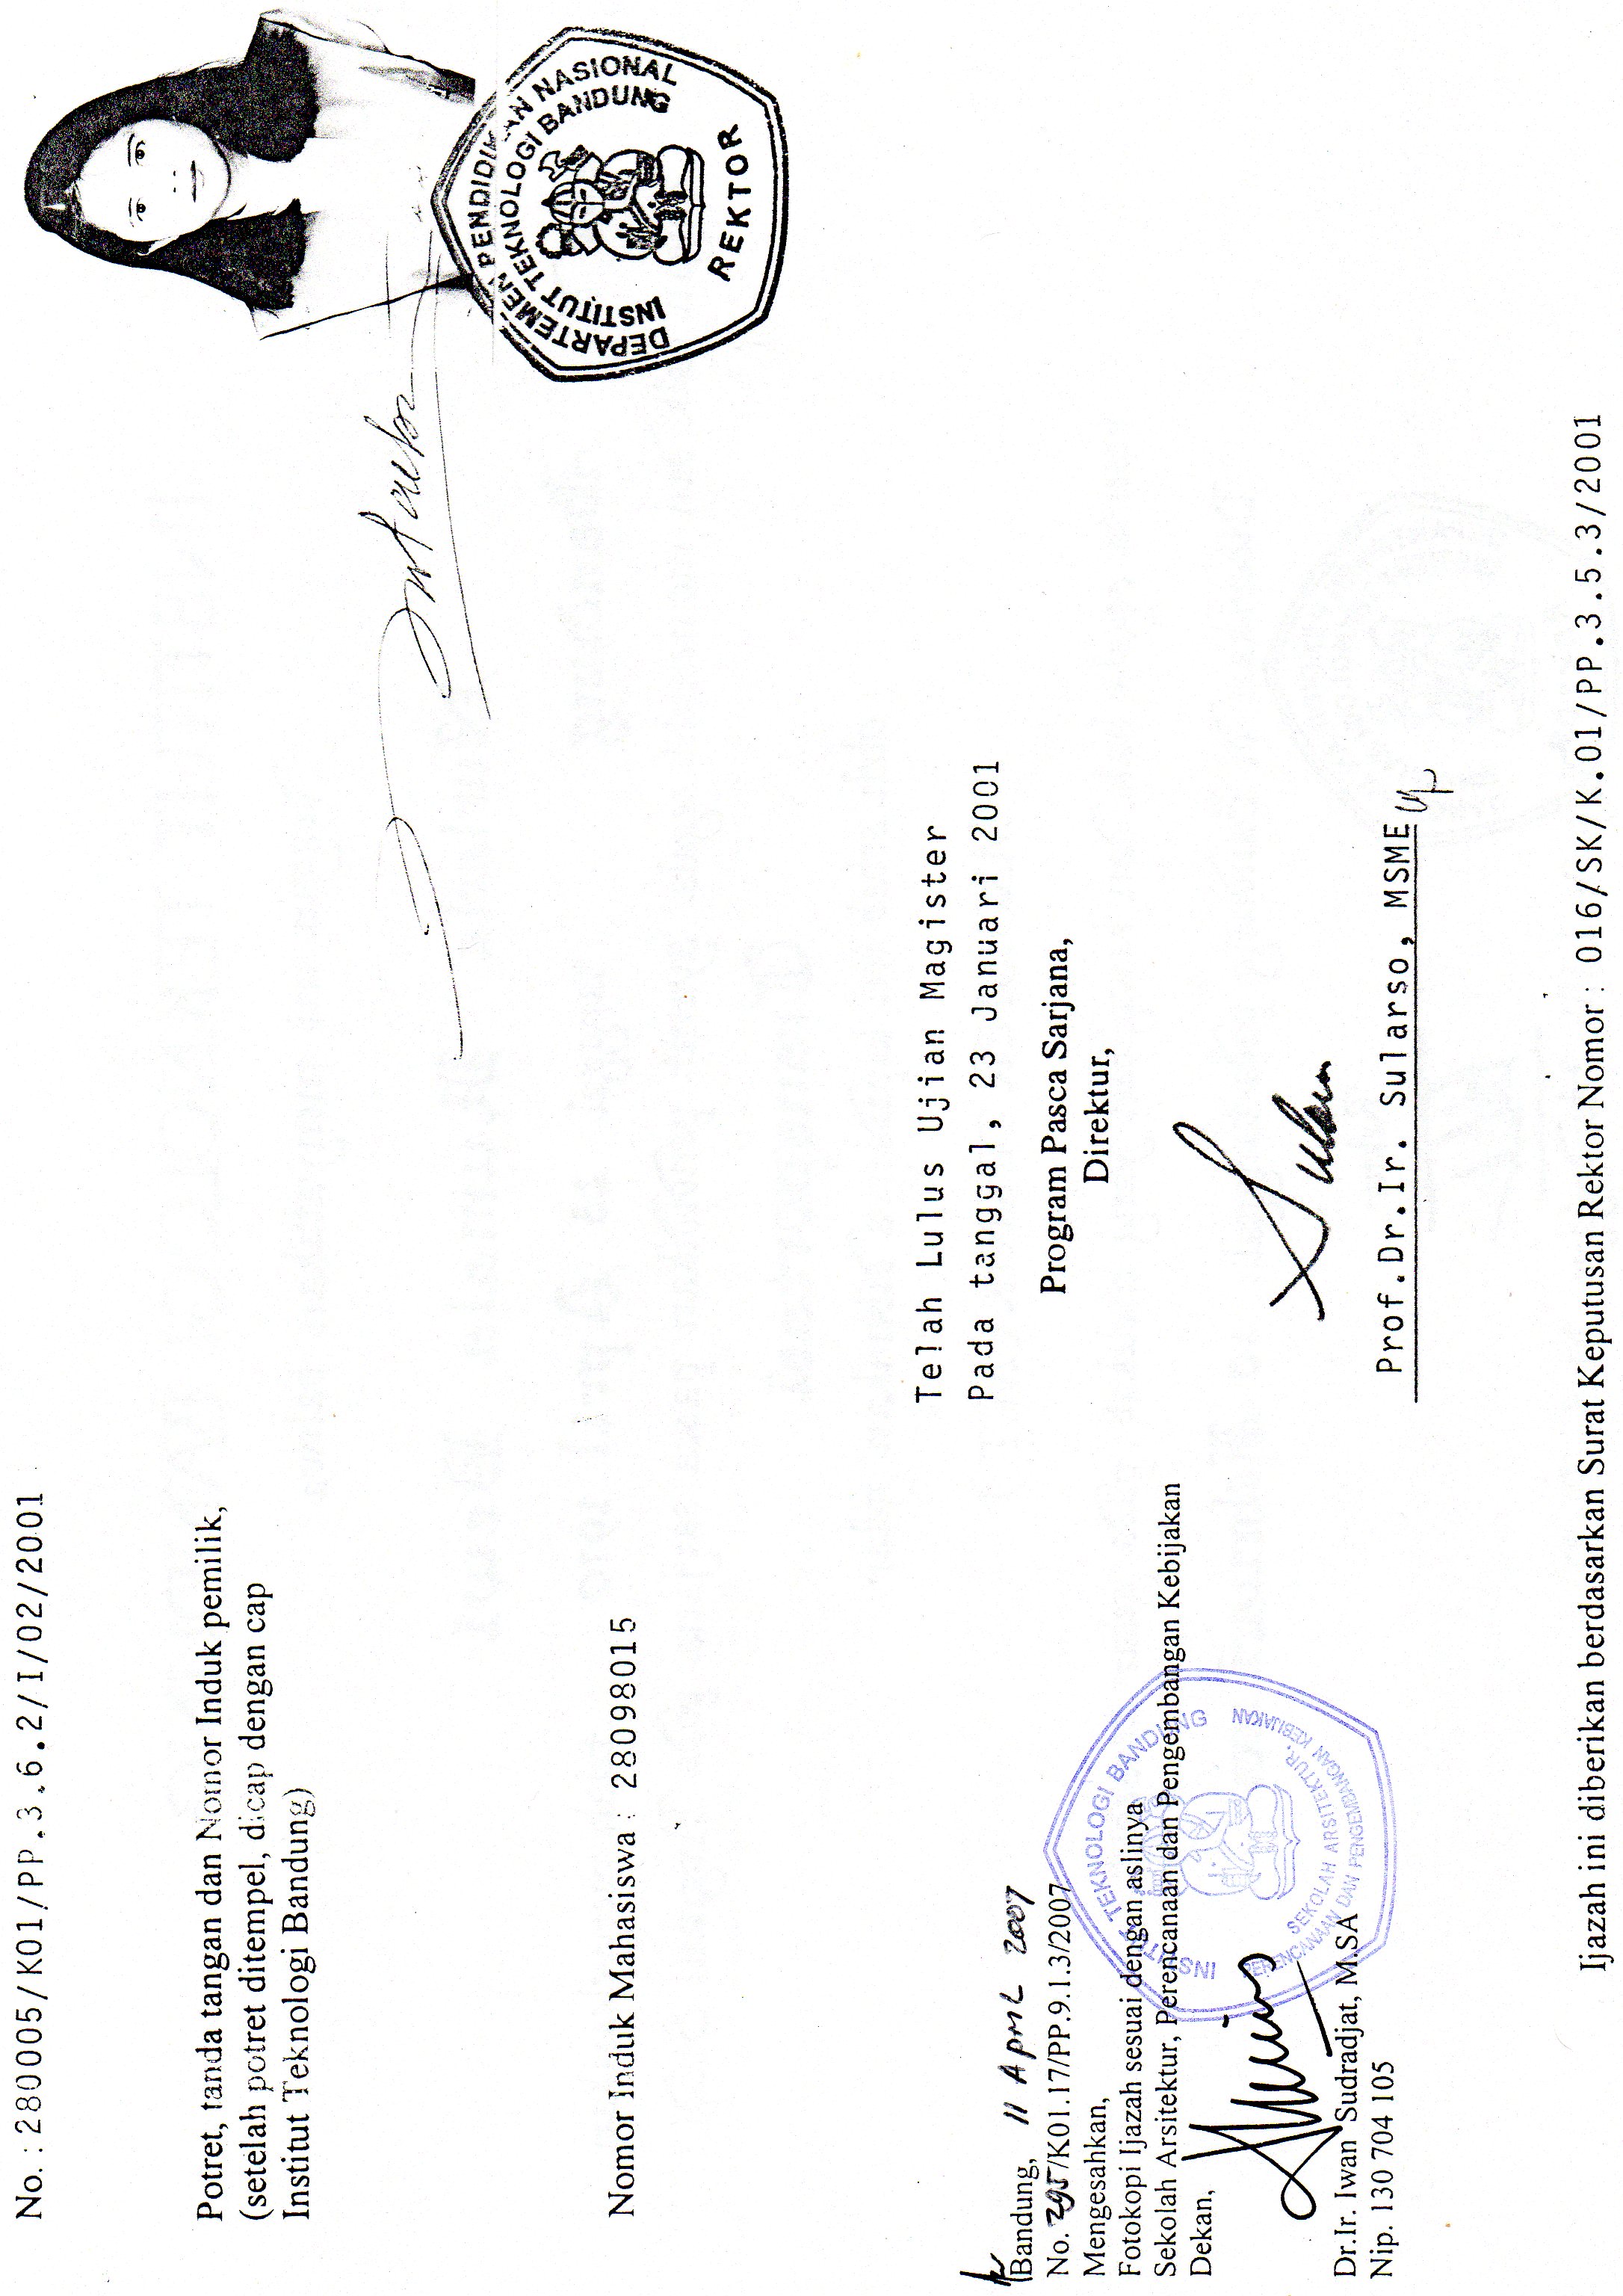 No. : 280005/K01/PP.3.6.2/I/02/2001
Potret, tanda tangan dan Nomor Induk pemilik,
(setelah potret ditempel, dicap dengan cap
Institut Teknologi Bandung)
DEPARTEMEN PENDIDIKAN NASIONAL
INSTITUT TEKNOLOGI BANDUNG
REKTOR
Nomor Induk Mahasiswa : 28098015
Telah Lulus Ujian Magister
Pada tanggal, 23 Januari 2001
Program Pasca Sarjana,
Direktur,
Prof.Dr.Ir. Sularso, MSME
Bandung, 11 April 2007
No. 295/K01.17/PP.9.1.3/2007
Mengesahkan,
Fotokopi Ijazah sesuai dengan aslinya
Sekolah Arsitektur, Perencanaan dan Pengembangan Kebijakan
Dekan,
INSTITUT TEKNOLOGI BANDUNG
SEKOLAH ARSITEKTUR,
PERENCANAAN DAN PENGEMBANGAN KEBIJAKAN
Dr.Ir. Iwan Sudradjat, M.SA
Nip. 130 704 105
Ijazah ini diberikan berdasarkan Surat Keputusan Rektor Nomor : 016/SK/K.01/PP.3.5.3/2001